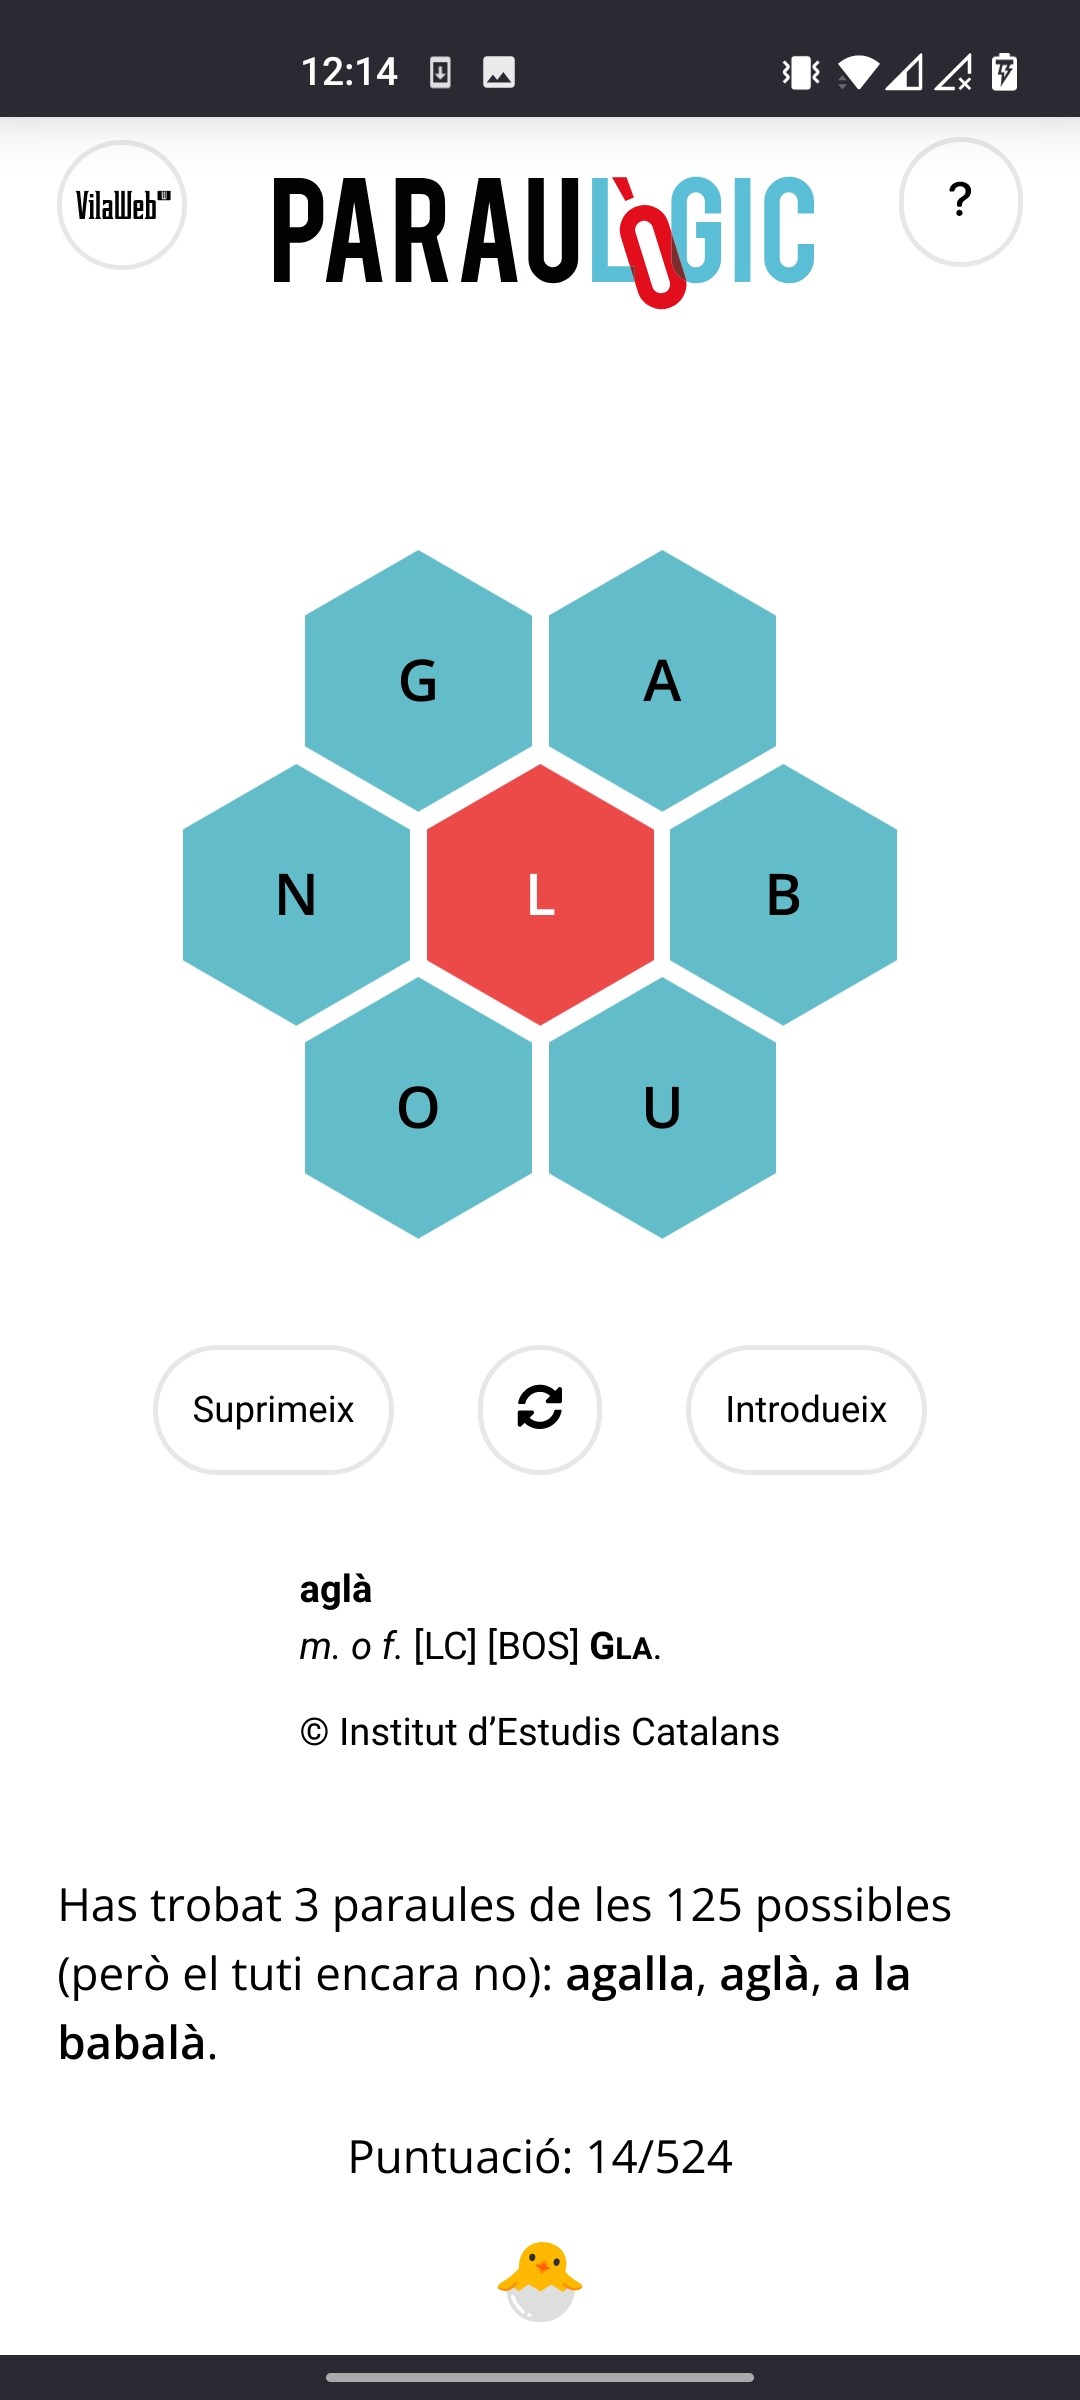 12:14
VilaWeb
PARAULÒGIC
?
G A
N L B
O U
Suprimeix
Introdueix
aglà
m. o f. [LC] [BOS] GLA.
© Institut d’Estudis Catalans
Has trobat 3 paraules de les 125 possibles
(però el tuti encara no): agalla, aglà, a la
babalà.
Puntuació: 14/524